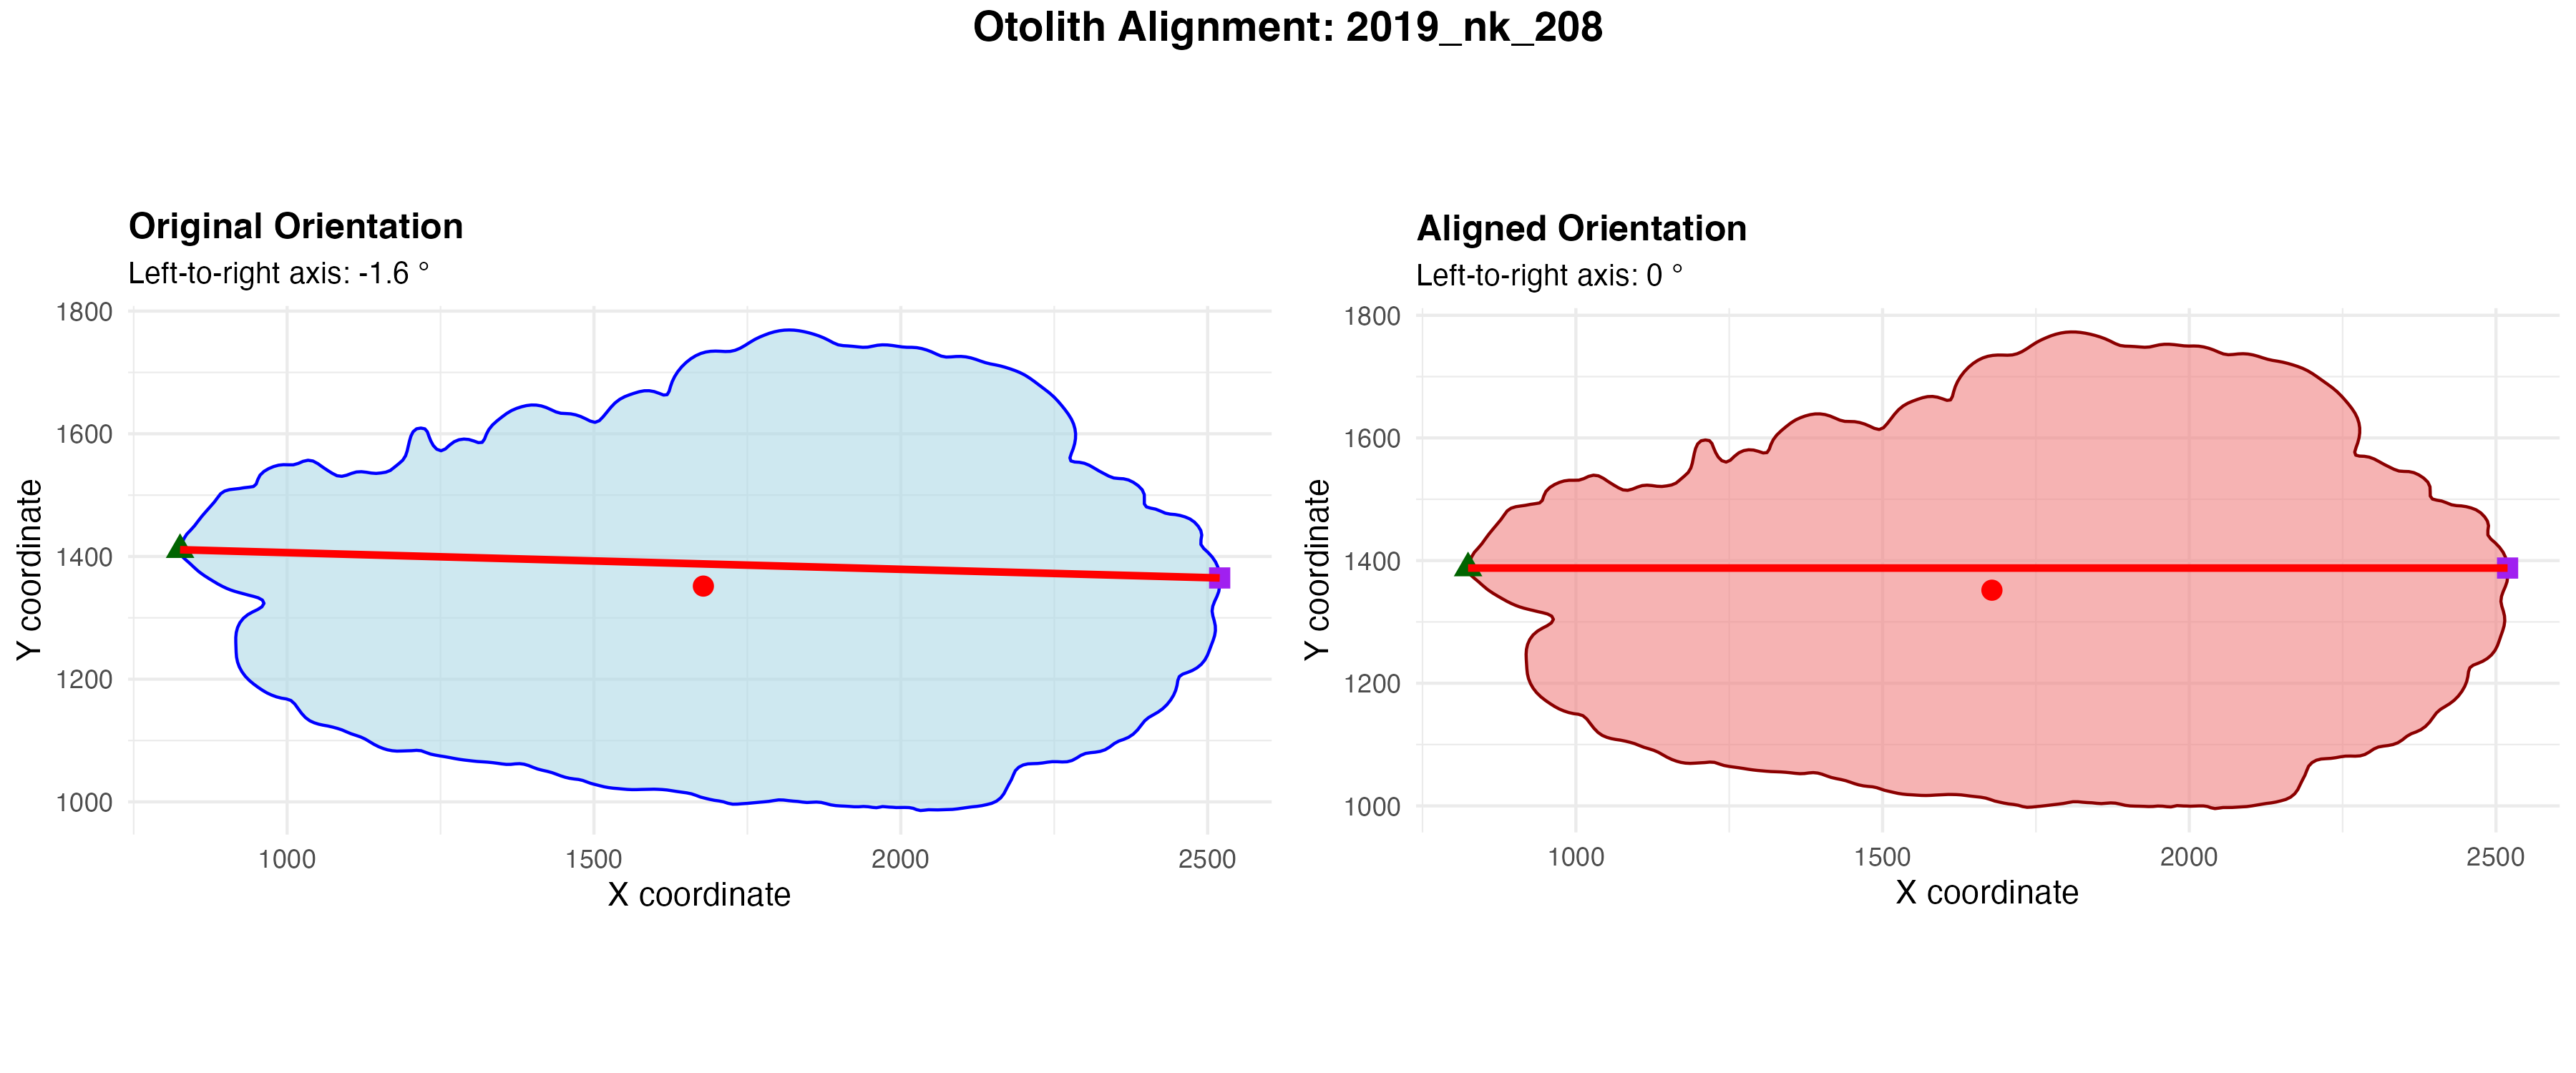 Otolith Alignment: 2019_nk_208
Original Orientation
Left-to-right axis: -1.6 °
1800
1600
1400
1200
1000
Y coordinate
1000 1500 2000 2500
X coordinate
Aligned Orientation
Left-to-right axis: 0 °
1800
1600
1400
1200
1000
Y coordinate
1000 1500 2000 2500
X coordinate